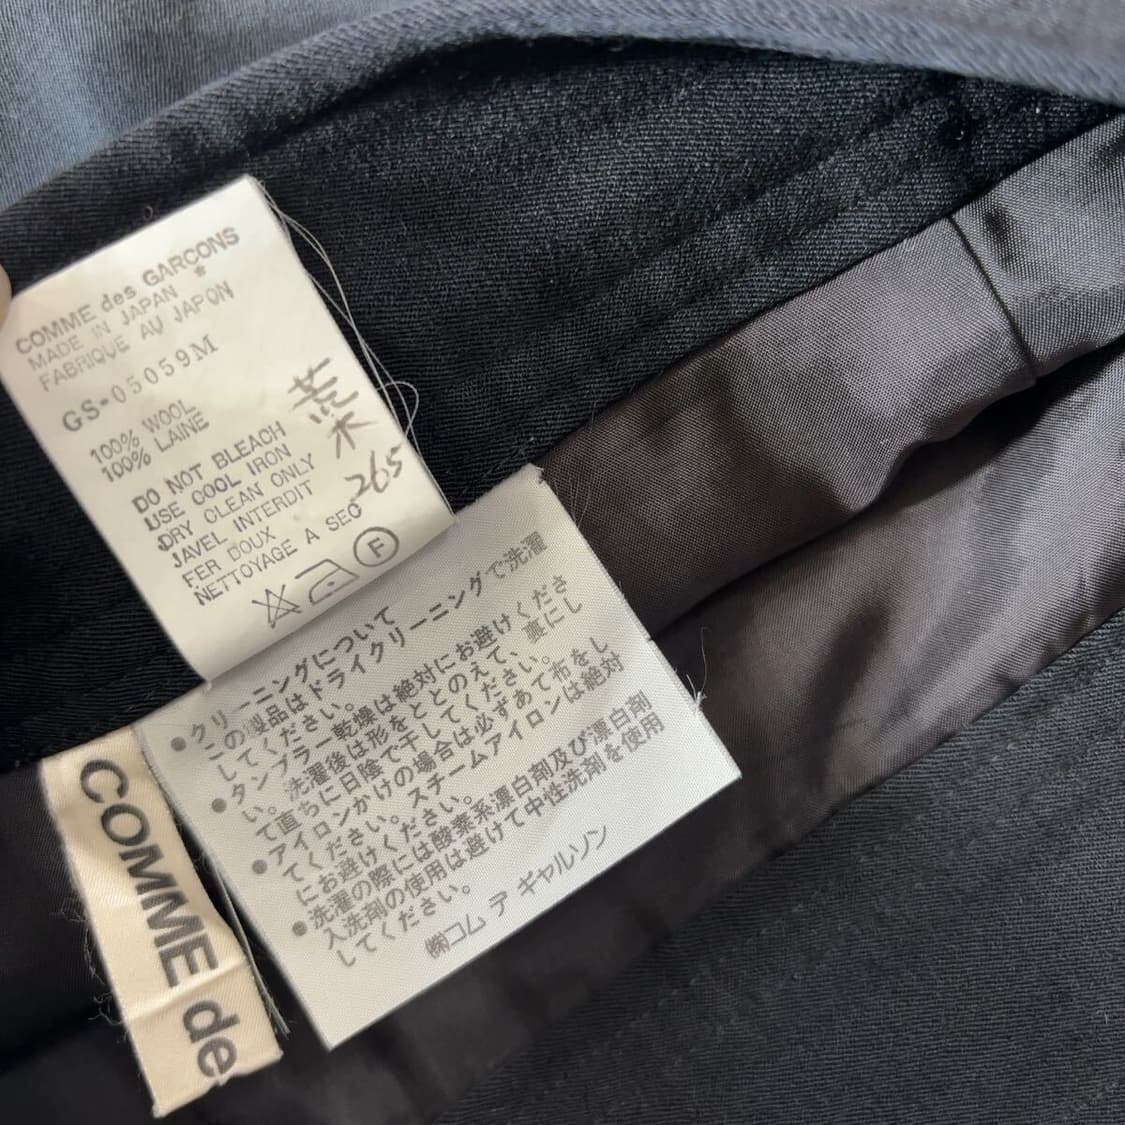 COMME des GARCONS
MADE IN JAPAN *
FABRIQUE AU JAPON
GS-05059M
100% WOOL
100% LAINE
DO NOT BLEACH
USE COOL IRON
DRY CLEAN ONLY
JAVEL INTERDIT
FER DOUX
NETTOYAGE A SEC
F
荒木
265
●クリーニングについて
この製品はドライクリーニングで洗濯
してください。
●タンブラー乾燥は絶対にお避けくださ
い。洗濯後は形をととのえて、裏にし
て直ちに日陰で干してください。
●アイロンかけの場合は必ずあて布をし
てください。スチームアイロンは絶対
にお避けください。
●洗濯の際には酸素系漂白剤及び漂白剤
入洗剤の使用は避けて中性洗剤を使用
してください。
㈱コム デ ギャルソン
COMME de